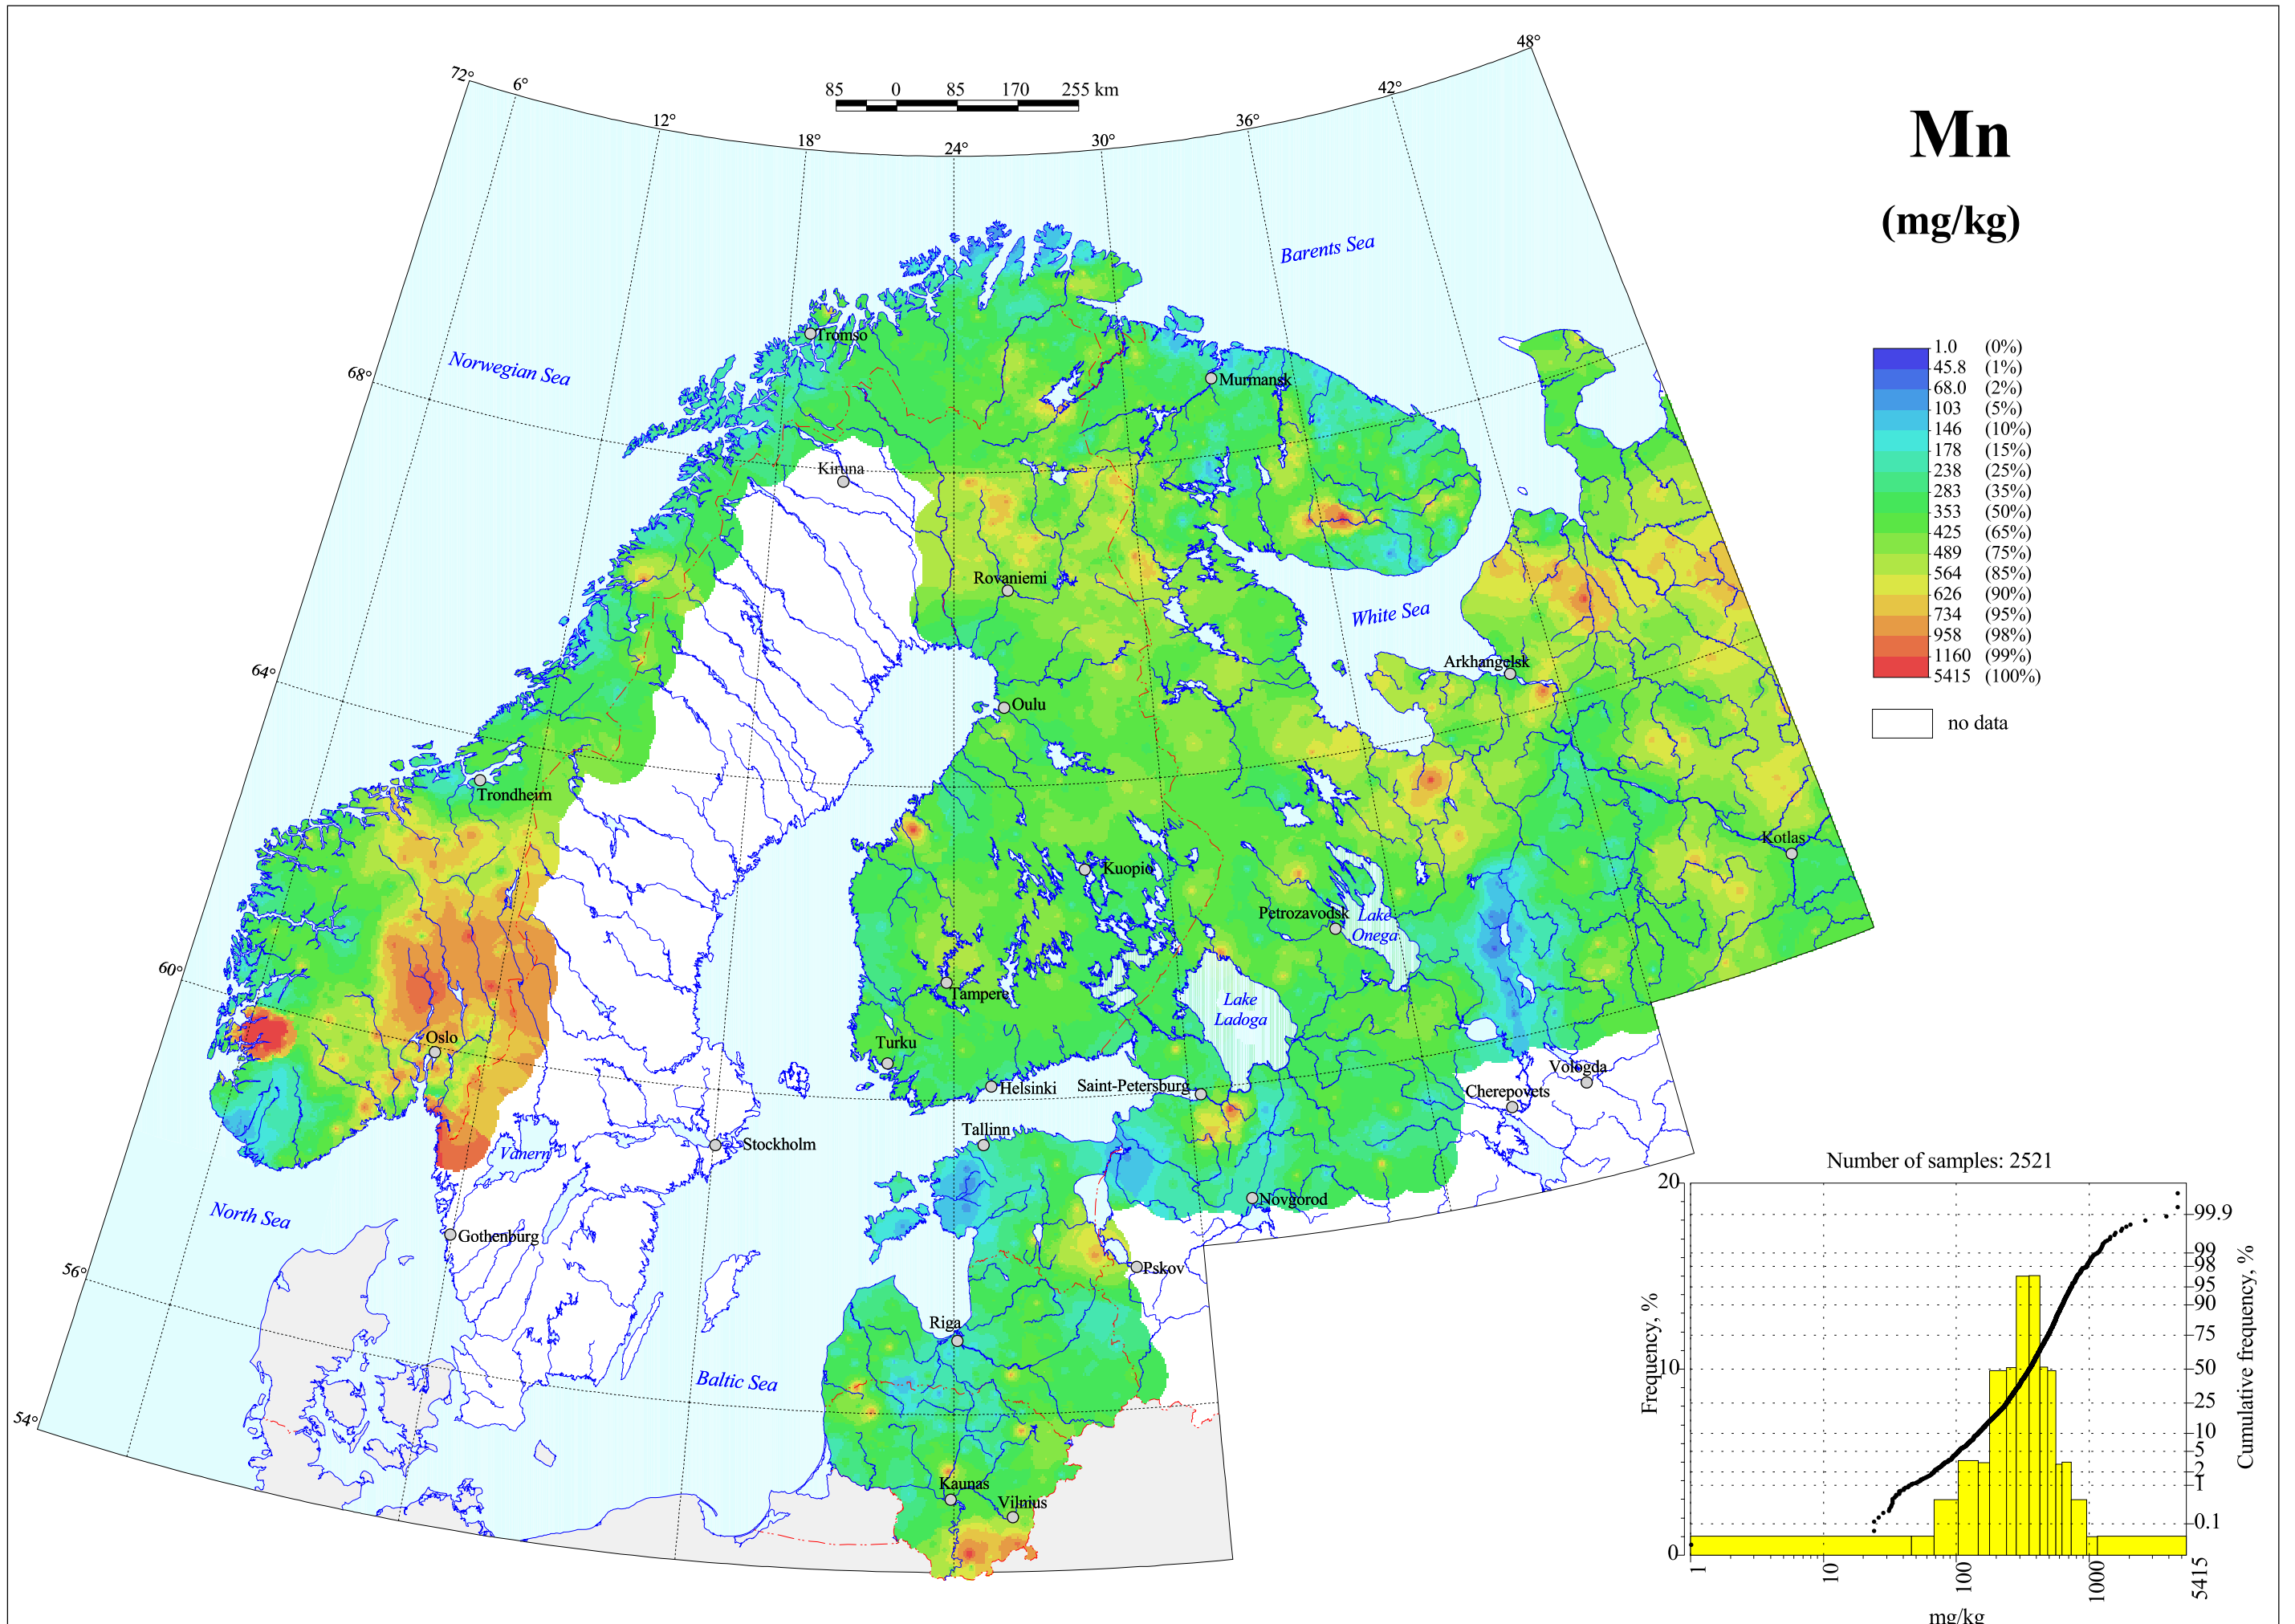 48°
72°
6°
42°
85 0 85 170 255 km
12°
36°
18°
30°
24°
Mn
(mg/kg)
Barents Sea
Tromso
Norwegian Sea
68°
Murmansk
1.0 (0%)
45.8 (1%)
68.0 (2%)
103 (5%)
146 (10%)
178 (15%)
238 (25%)
283 (35%)
353 (50%)
425 (65%)
489 (75%)
564 (85%)
626 (90%)
734 (95%)
958 (98%)
1160 (99%)
5415 (100%)
no data
Kiruna
Rovaniemi
White Sea
Arkhangelsk
64°
Oulu
Trondheim
Kotlas
Kuopio
Petrozavodsk
Lake
Onega
60°
Tampere
Lake
Ladoga
Oslo
Turku
Helsinki
Saint-Petersburg
Vologda
Cherepovets
Tallinn
Stockholm
Vanern
Novgorod
North Sea
Gothenburg
Pskov
56°
Riga
Baltic Sea
54°
Kaunas
Vilnius
Number of samples: 2521
20
10
0
Frequency, %
99.9
99
98
95
90
75
50
25
10
5
2
1
0.1
Cumulative frequency, %
1
10
100
1000
5415
mg/kg